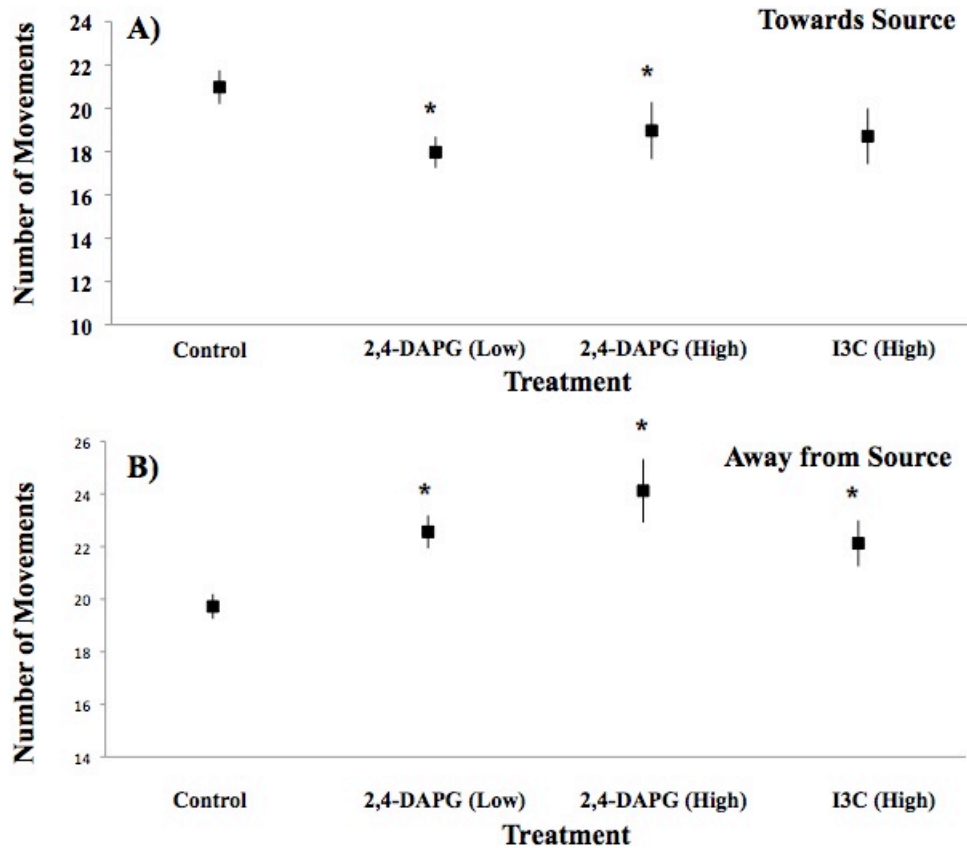 A)
Towards Source
Number of Movements
24
22
20
18
16
14
12
10
*
*
Control
2,4-DAPG (Low)
2,4-DAPG (High)
I3C (High)
Treatment
B)
Away from Source
Number of Movements
26
24
22
20
18
16
14
*
*
*
Control
2,4-DAPG (Low)
2,4-DAPG (High)
I3C (High)
Treatment